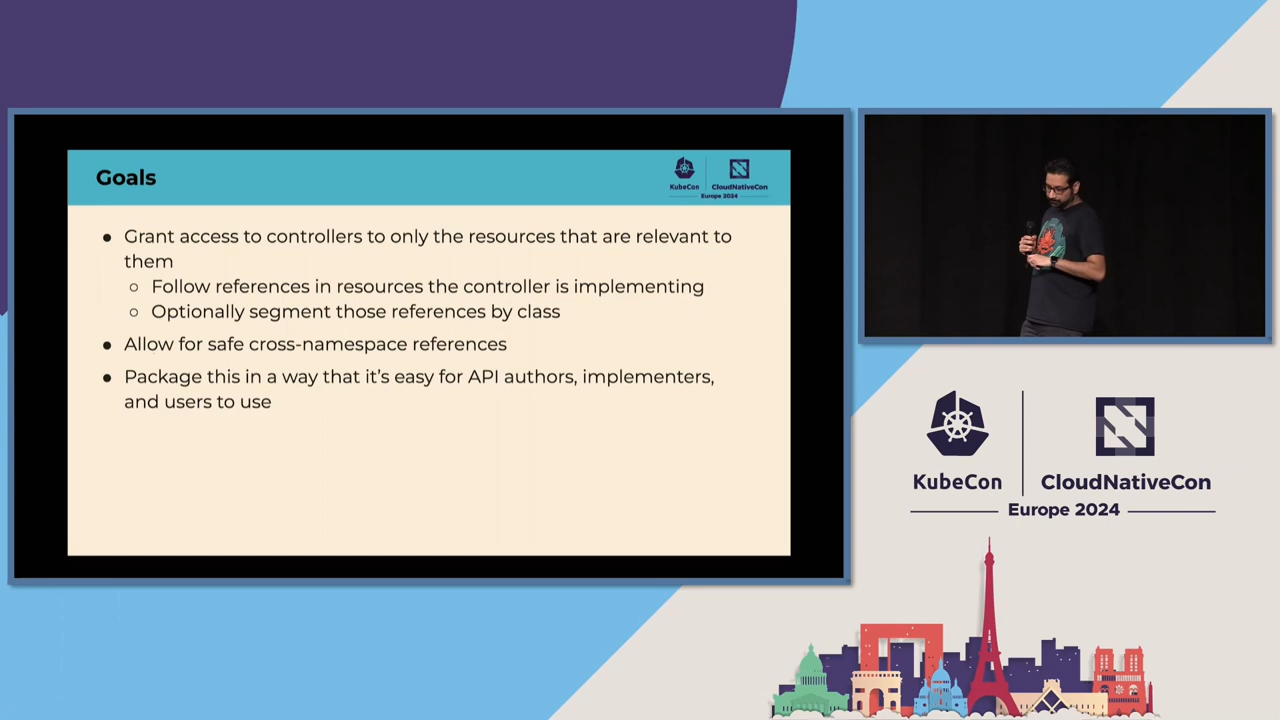 Goals
KubeCon
CloudNativeCon
Europe 2024
● Grant access to controllers to only the resources that are relevant to
them
○ Follow references in resources the controller is implementing
○ Optionally segment those references by class
● Allow for safe cross-namespace references
● Package this in a way that it’s easy for API authors, implementers,
and users to use
KubeCon
CloudNativeCon
Europe 2024